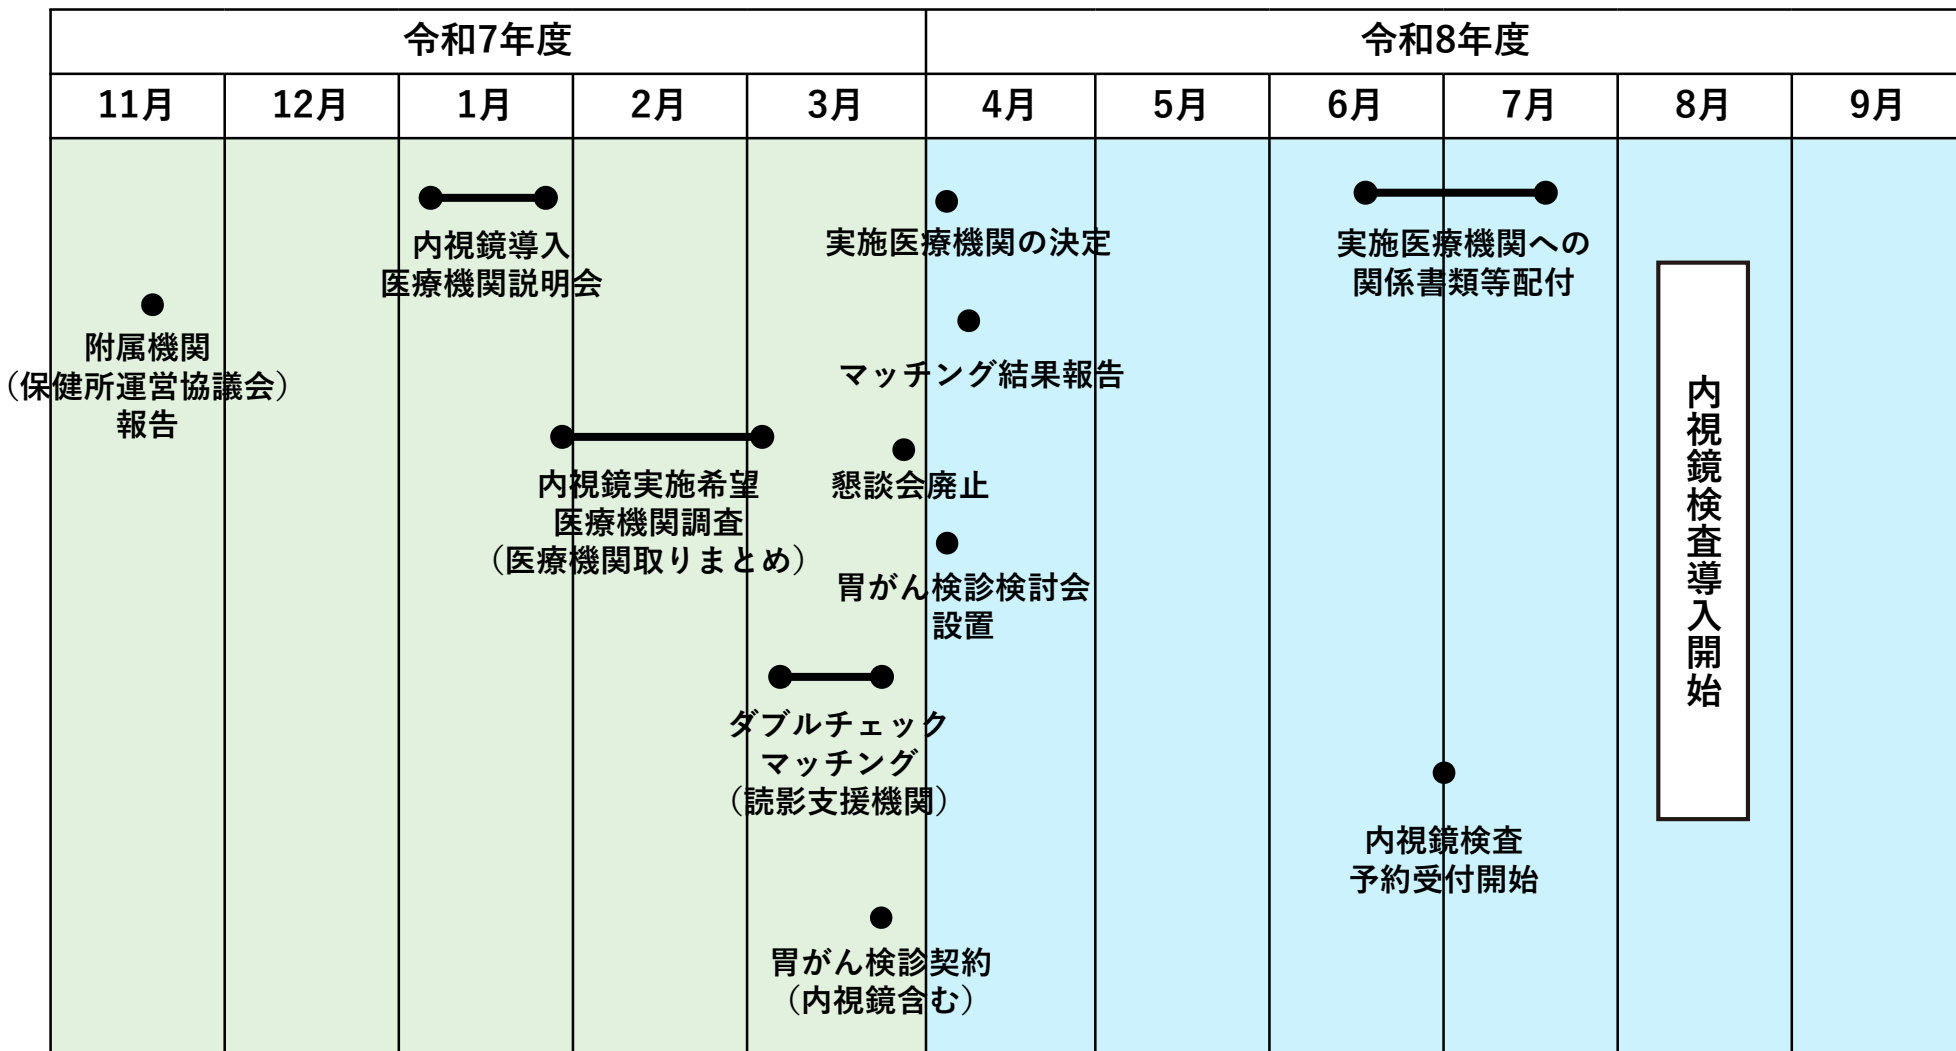 令和7年度
令和8年度
11月
12月
1月
2月
3月
4月
5月
6月
7月
8月
9月
附属機関
（保健所運営協議会）
報告
内視鏡導入
医療機関説明会
内視鏡実施希望
医療機関調査
（医療機関取りまとめ）
実施医療機関の決定
マッチング結果報告
懇談会廃止
胃がん検診検討会
設置
ダブルチェック
マッチング
（読影支援機関）
胃がん検診契約
（内視鏡含む）
実施医療機関への
関係書類等配付
内視鏡検査
予約受付開始
内視鏡検査導入開始